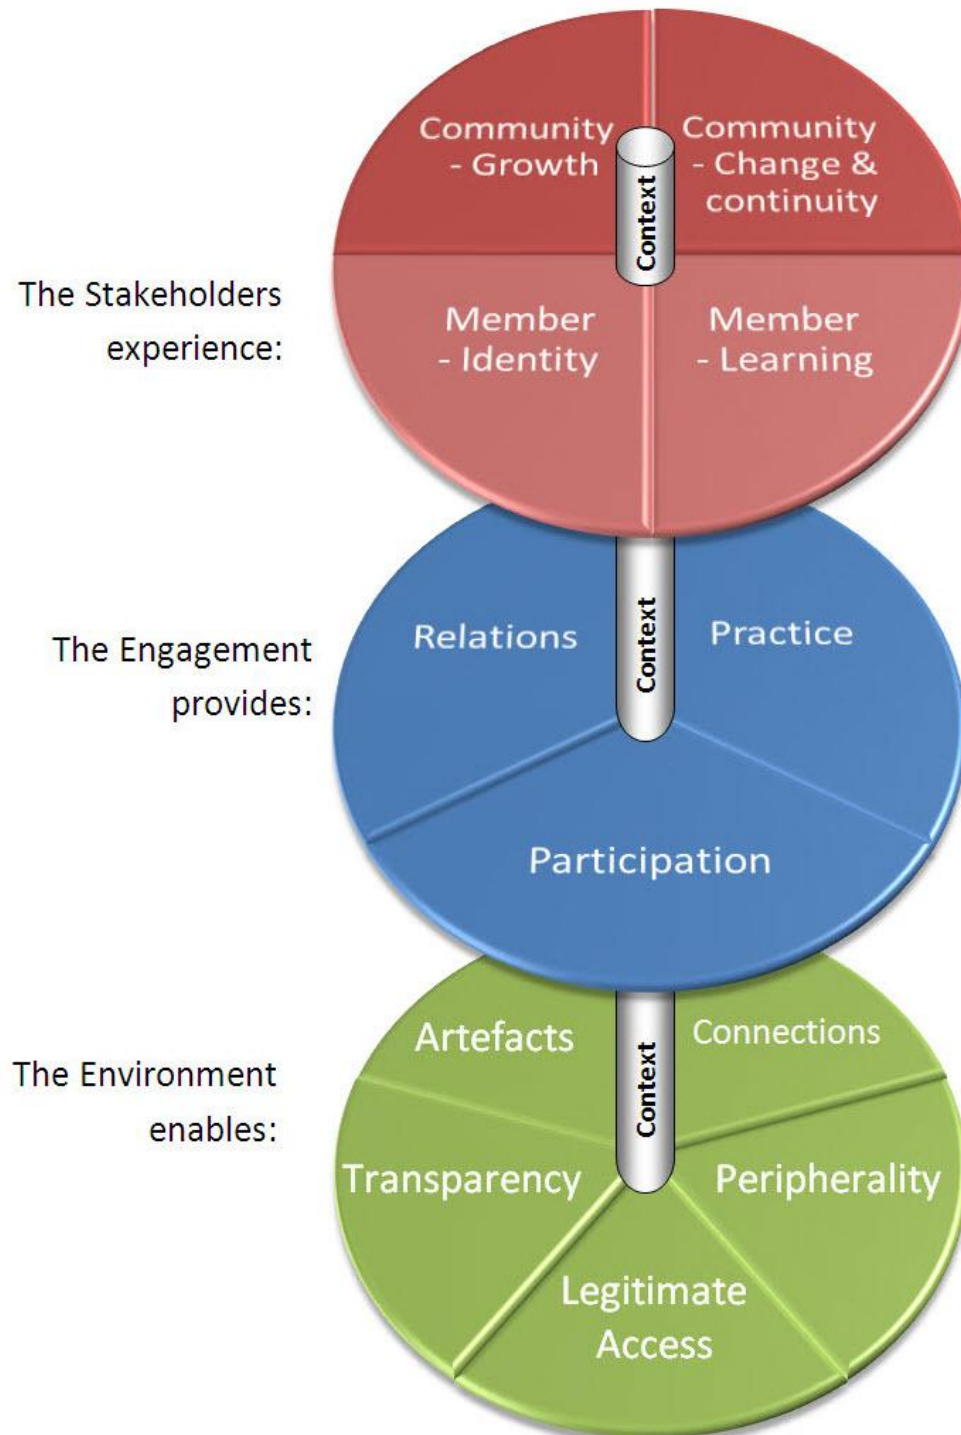 Community
- Growth
Community
- Change &
continuity
Context
The Stakeholders
experience:
Member
- Identity
Member
- Learning
The Engagement
provides:
Relations
Context
Practice
Participation
The Environment
enables:
Artefacts
Context
Connections
Transparency
Peripherality
Legitimate
Access